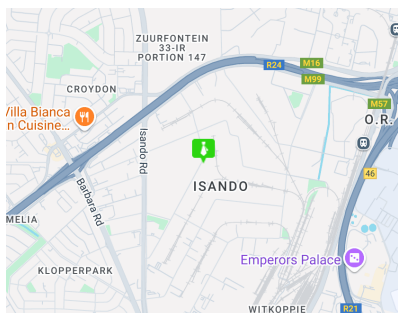 ZUURFONTEIN
33-IR
PORTION 147
R24
M16
M99
CROYDON
M57
Villa Bianca
n Cuisine...
O.R.
Isando Rd
46
ISANDO
Barbara Rd
MELIA
Emperors Palace
KLOPPERPARK
WITKOPPIE
R21